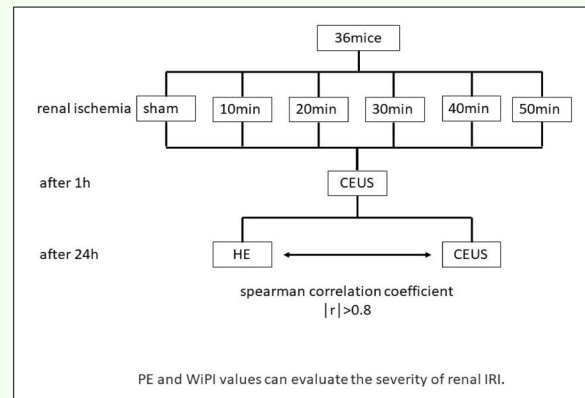 36mice
renal ischemia sham 10min 20min 30min 40min 50min
after 1h CEUS
after 24h HE CEUS
spearman correlation coefficient
|r|>0.8
PE and WiPI values can evaluate the severity of renal IRI.